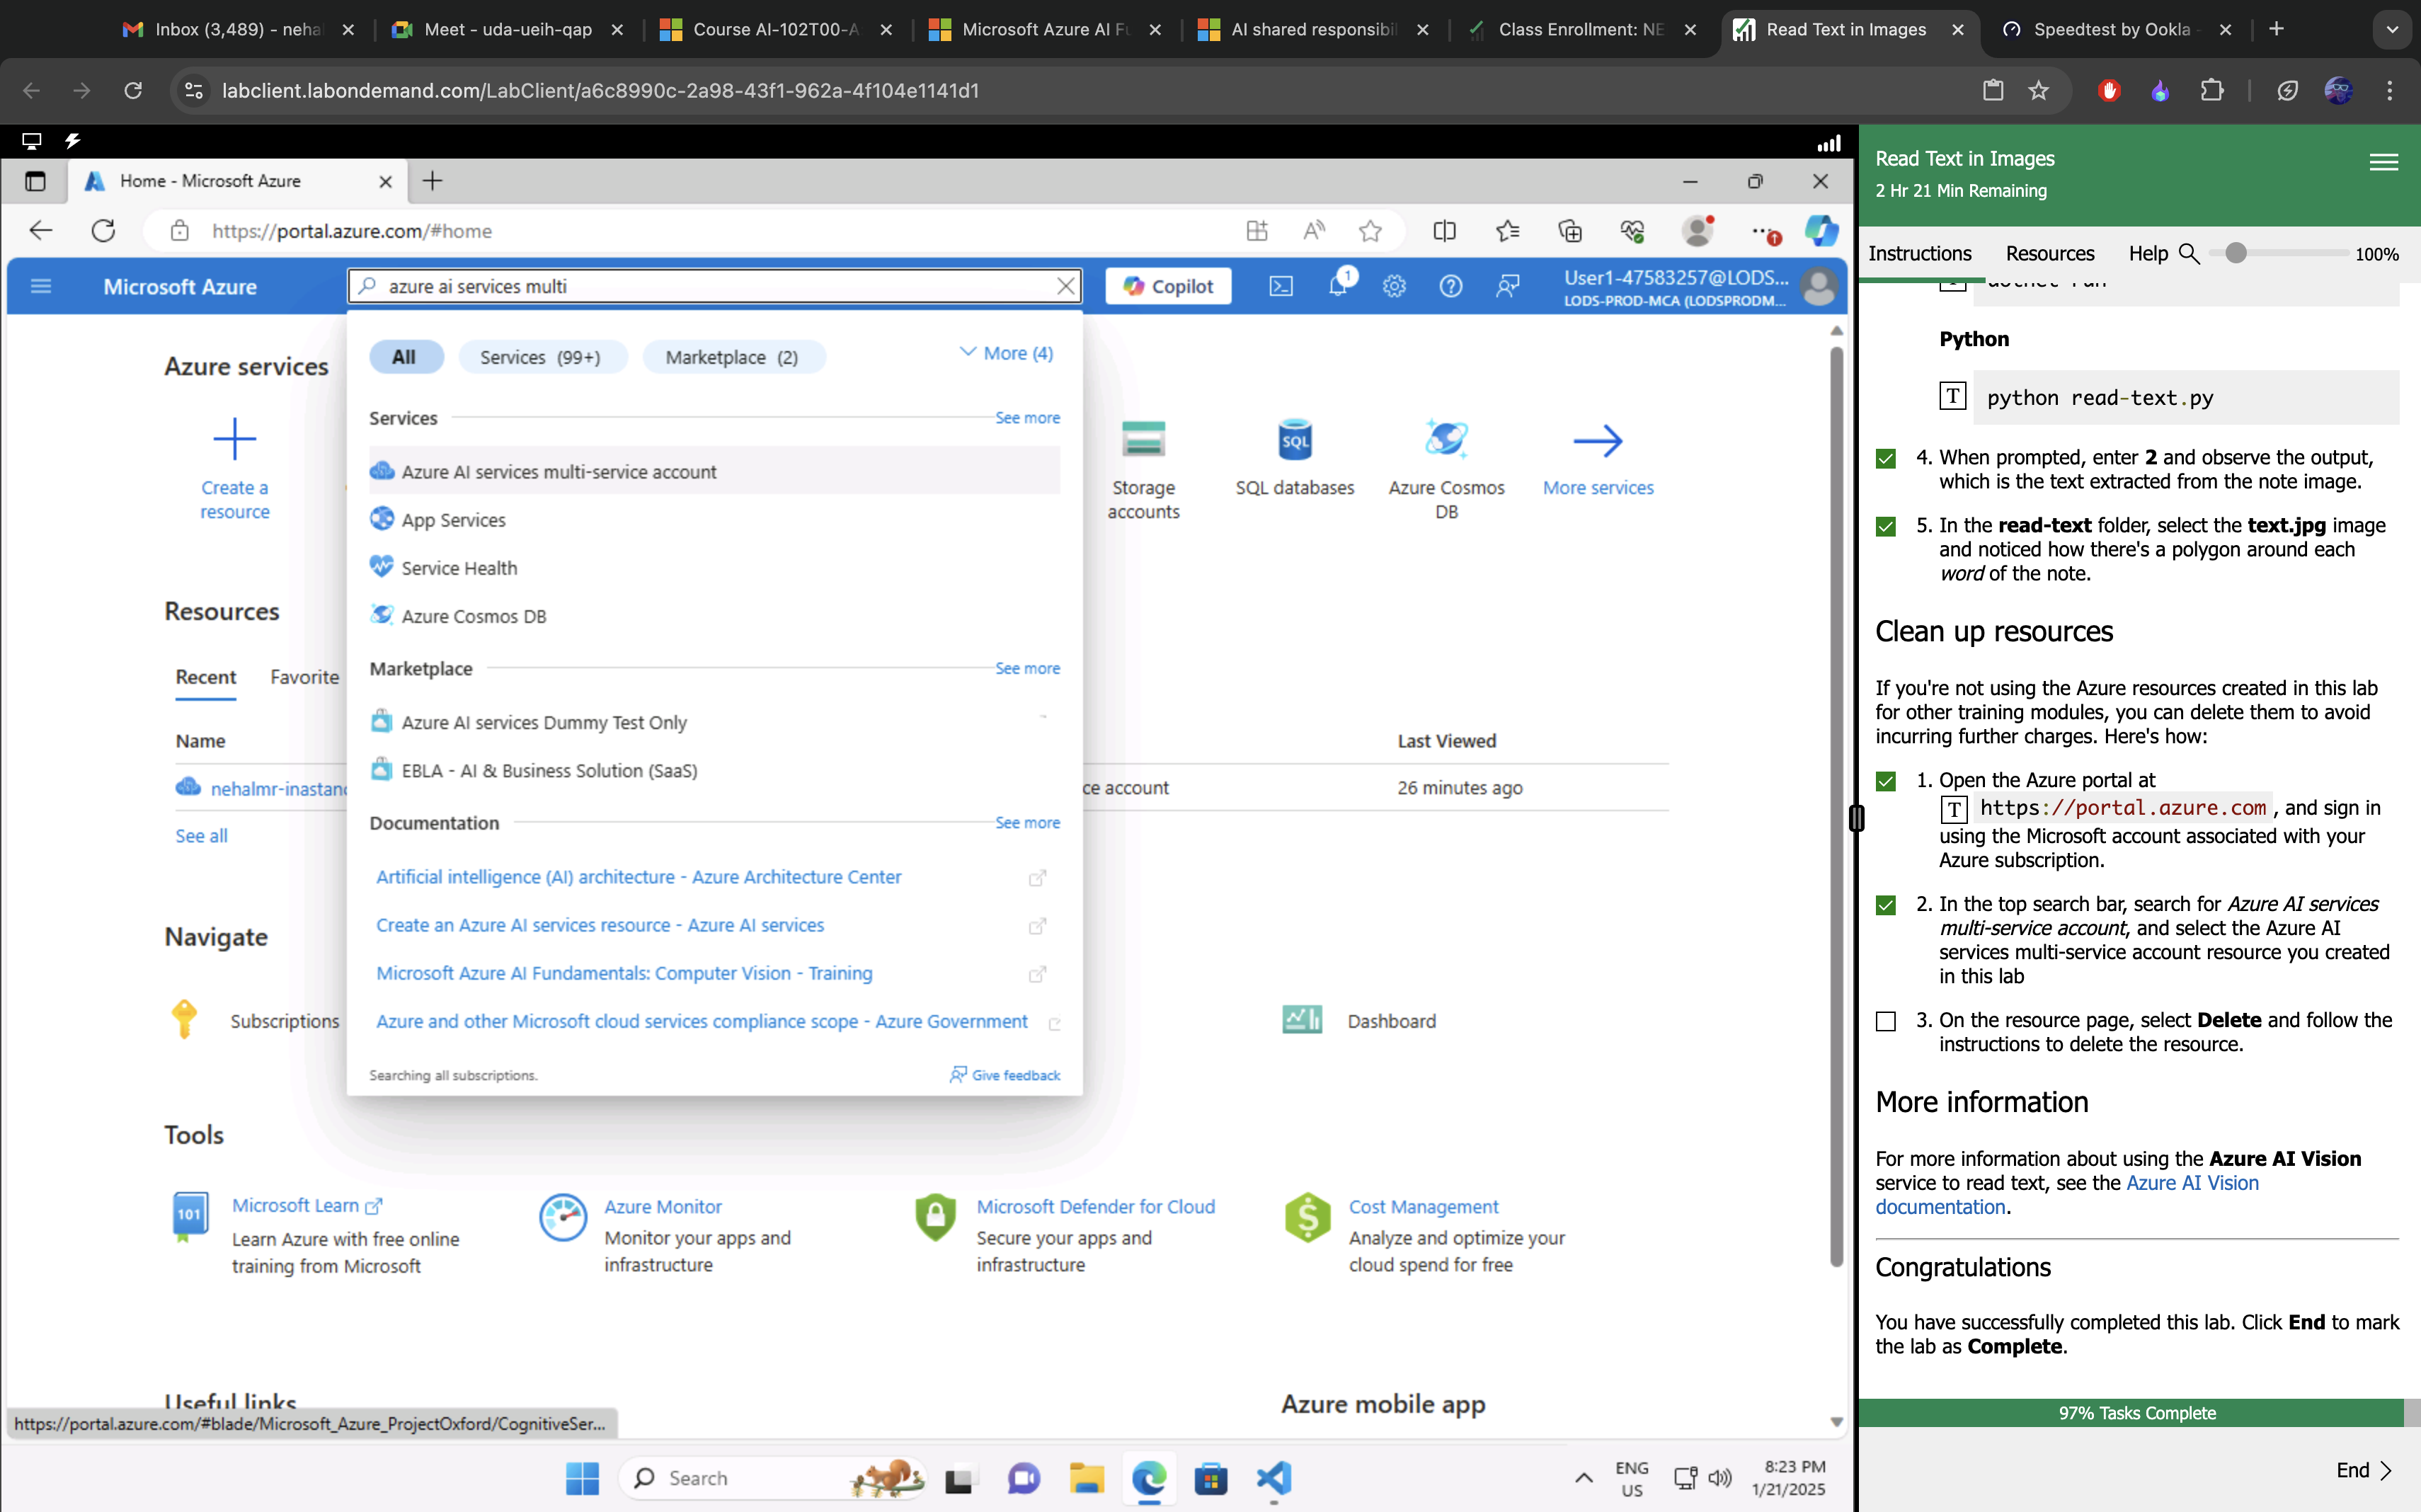 Inbox (3,489) - neha
Meet - uda-ueih-qap
Course AI-102T00-A
Microsoft Azure AI Fu
AI shared responsibil
Class Enrollment: NE
Read Text in Images
Speedtest by Ookla -
labclient.labondemand.com/LabClient/a6c8990c-2a98-43f1-962a-4f104e1141d1
Home - Microsoft Azure
https://portal.azure.com/#home
Microsoft Azure
azure ai services multi
Copilot
1
User1-47583257@LODS...
LODS-PROD-MCA (LODSPRODM...
All
Services (99+)
Marketplace (2)
More (4)
Services
See more
Azure AI services multi-service account
App Services
Service Health
Azure Cosmos DB
Marketplace
See more
Azure AI services Dummy Test Only
EBLA - AI & Business Solution (SaaS)
Documentation
See more
Artificial intelligence (AI) architecture - Azure Architecture Center
Create an Azure AI services resource - Azure AI services
Microsoft Azure AI Fundamentals: Computer Vision - Training
Azure and other Microsoft cloud services compliance scope - Azure Government
Searching all subscriptions.
Give feedback
Azure services
Create a
resource
Storage
accounts
SQL
SQL databases
Azure Cosmos
DB
More services
Resources
Recent
Favorite
Name
Last Viewed
nehalmr-inastanc
ce account
26 minutes ago
See all
Navigate
Subscriptions
Dashboard
Tools
101
Microsoft Learn
Learn Azure with free online
training from Microsoft
Azure Monitor
Monitor your apps and
infrastructure
Microsoft Defender for Cloud
Secure your apps and
infrastructure
Cost Management
Analyze and optimize your
cloud spend for free
Useful links
Azure mobile app
https://portal.azure.com/#blade/Microsoft_Azure_ProjectOxford/CognitiveSer...
Search
ENG
US
8:23 PM
1/21/2025
Read Text in Images
2 Hr 21 Min Remaining
Instructions
Resources
Help
100%
dotnet run
Python
T
python read-text.py
4. When prompted, enter 2 and observe the output,
which is the text extracted from the note image.
5. In the read-text folder, select the text.jpg image
and noticed how there's a polygon around each
word of the note.
Clean up resources
If you're not using the Azure resources created in this lab
for other training modules, you can delete them to avoid
incurring further charges. Here's how:
1. Open the Azure portal at
T https://portal.azure.com, and sign in
using the Microsoft account associated with your
Azure subscription.
2. In the top search bar, search for Azure AI services
multi-service account, and select the Azure AI
services multi-service account resource you created
in this lab
3. On the resource page, select Delete and follow the
instructions to delete the resource.
More information
For more information about using the Azure AI Vision
service to read text, see the Azure AI Vision
documentation.
Congratulations
You have successfully completed this lab. Click End to mark
the lab as Complete.
97% Tasks Complete
End